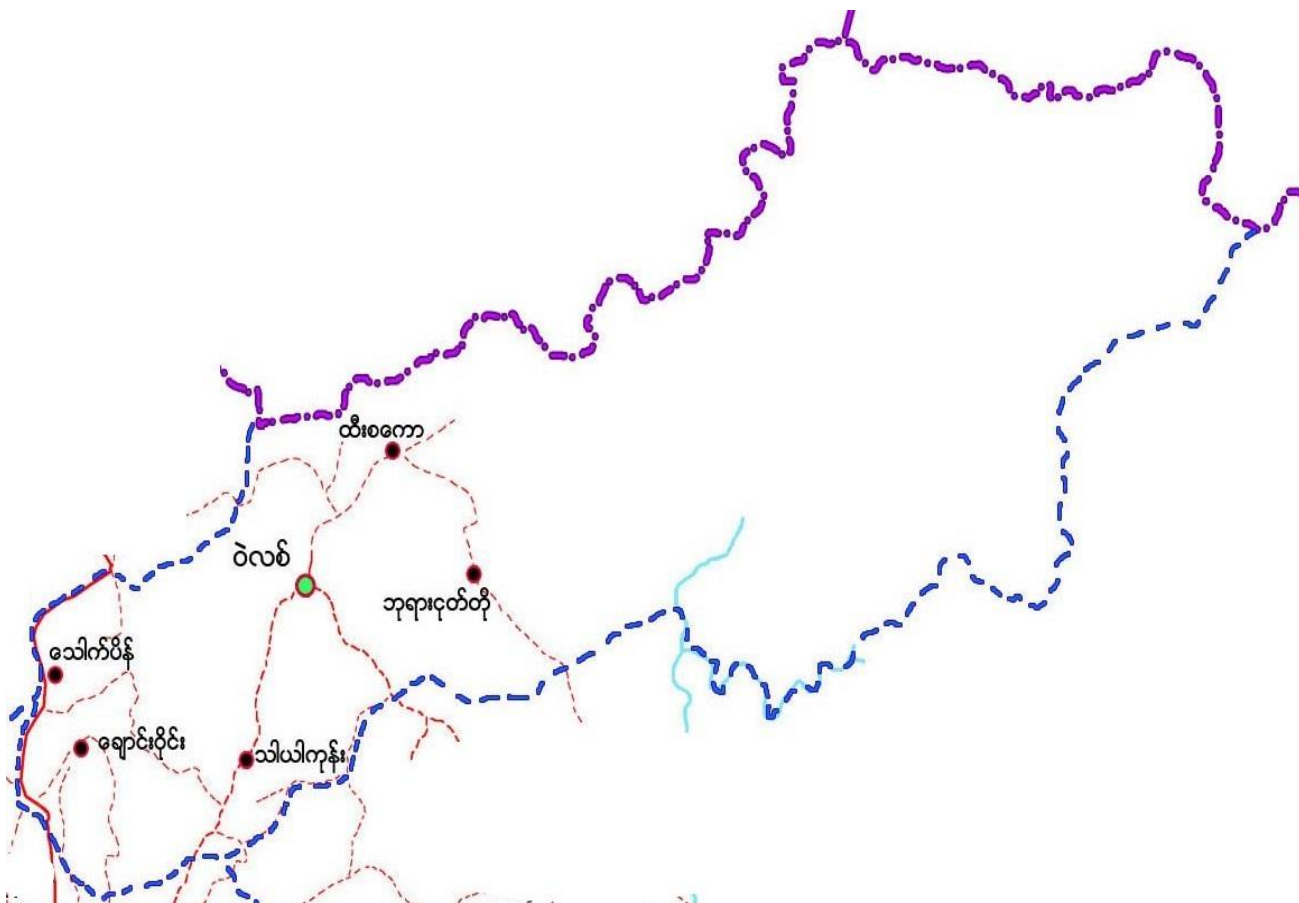 ထီးစကော
ဝဲလစ်
ဘုရားငုတ်တို
သေါက်ပိန်
ချောင်းဝိုင်း
သါယါကုန်း